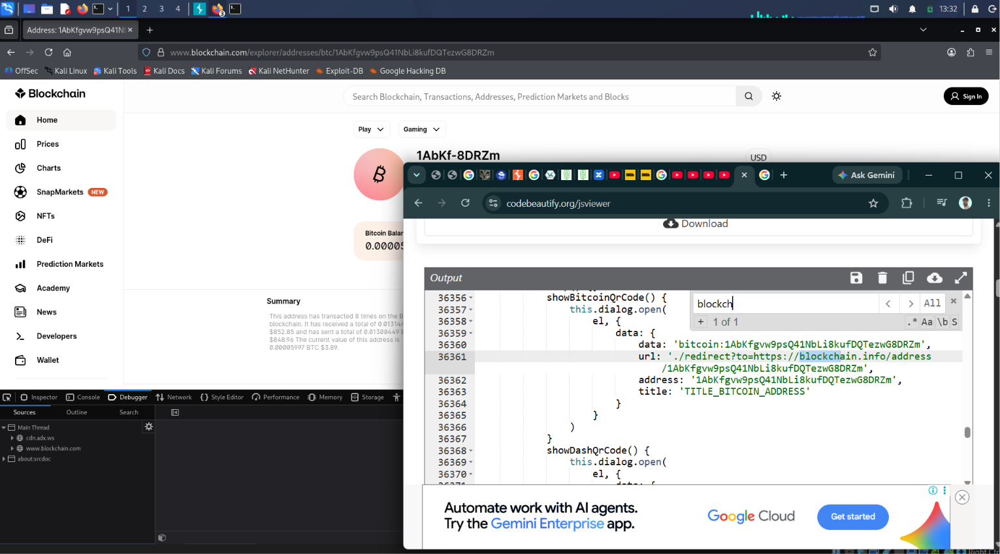 1 2 3 4
13:32
Address: 1AbKfgvw9psQ41Nb
www.blockchain.com/explorer/addresses/btc/1AbKfgvw9psQ41NbLi8kufDQTezwG8DRZm
OffSec Kali Linux Kali Tools Kali Docs Kali Forums Kali NetHunter Exploit-DB Google Hacking DB
Blockchain
Search Blockchain, Transactions, Addresses, Prediction Markets and Blocks
Sign In
Home
Prices
Charts
SnapMarkets NEW
NFTs
DeFi
Prediction Markets
Academy
News
Developers
Wallet
Play
Gaming
1AbKf-8DRZm
USD
Bitcoin Balan
0.00005
Summary
This address has transacted 8 times on the B
blockchain. It has received a total of 0.01314
$852.85 and has sent a total of 0.01308449
$848.96 The current value of this address is
0.00005997 BTC $3.89.
Inspector Console Debugger Network {} Style Editor Performance Memory Storage
Sources Outline Search
Main Thread
cdn.adx.ws
www.blockchain.com
about:srcdoc
Ask Gemini
codebeautify.org/jsviewer
Download
Output
blockch
All
+ 1 of 1
.* Aa \b S
36356 showBitcoinQrCode() {
36357 this.dialog.open(
36358 el, {
36359 data: {
36360 data: 'bitcoin:1AbKfgvw9psQ41NbLi8kufDQTezwG8DRZm',
36361 url: './redirect?to=https://blockchain.info/address
/1AbKfgvw9psQ41NbLi8kufDQTezwG8DRZm',
36362 address: '1AbKfgvw9psQ41NbLi8kufDQTezwG8DRZm',
36363 title: 'TITLE_BITCOIN_ADDRESS'
36364 }
36365 }
36366 )
36367 }
36368 showDashQrCode() {
36369 this.dialog.open(
36370 el, {
Automate work with AI agents.
Try the Gemini Enterprise app.
Google Cloud
Get started
Right Ctr